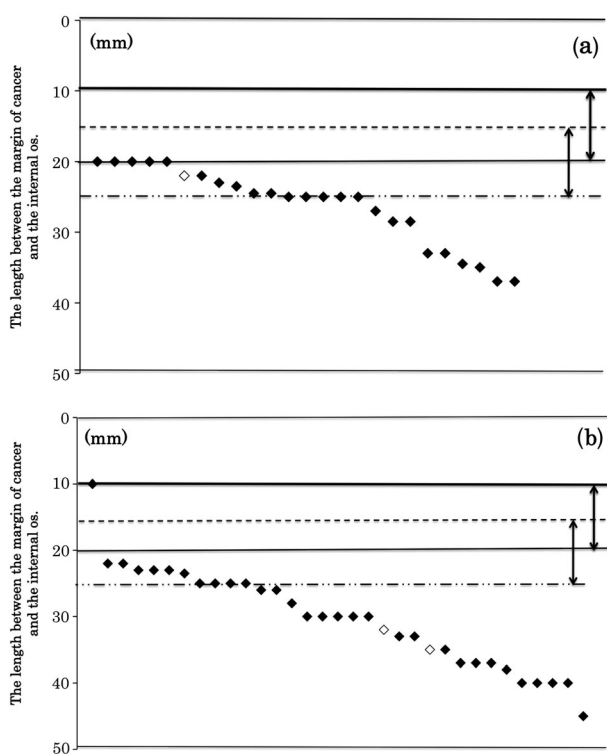 0
(mm)
(a)
10
20
30
40
50
The length between the margin of cancer
and the internal os.
0
(mm)
(b)
10
20
30
40
50
The length between the margin of cancer
and the internal os.